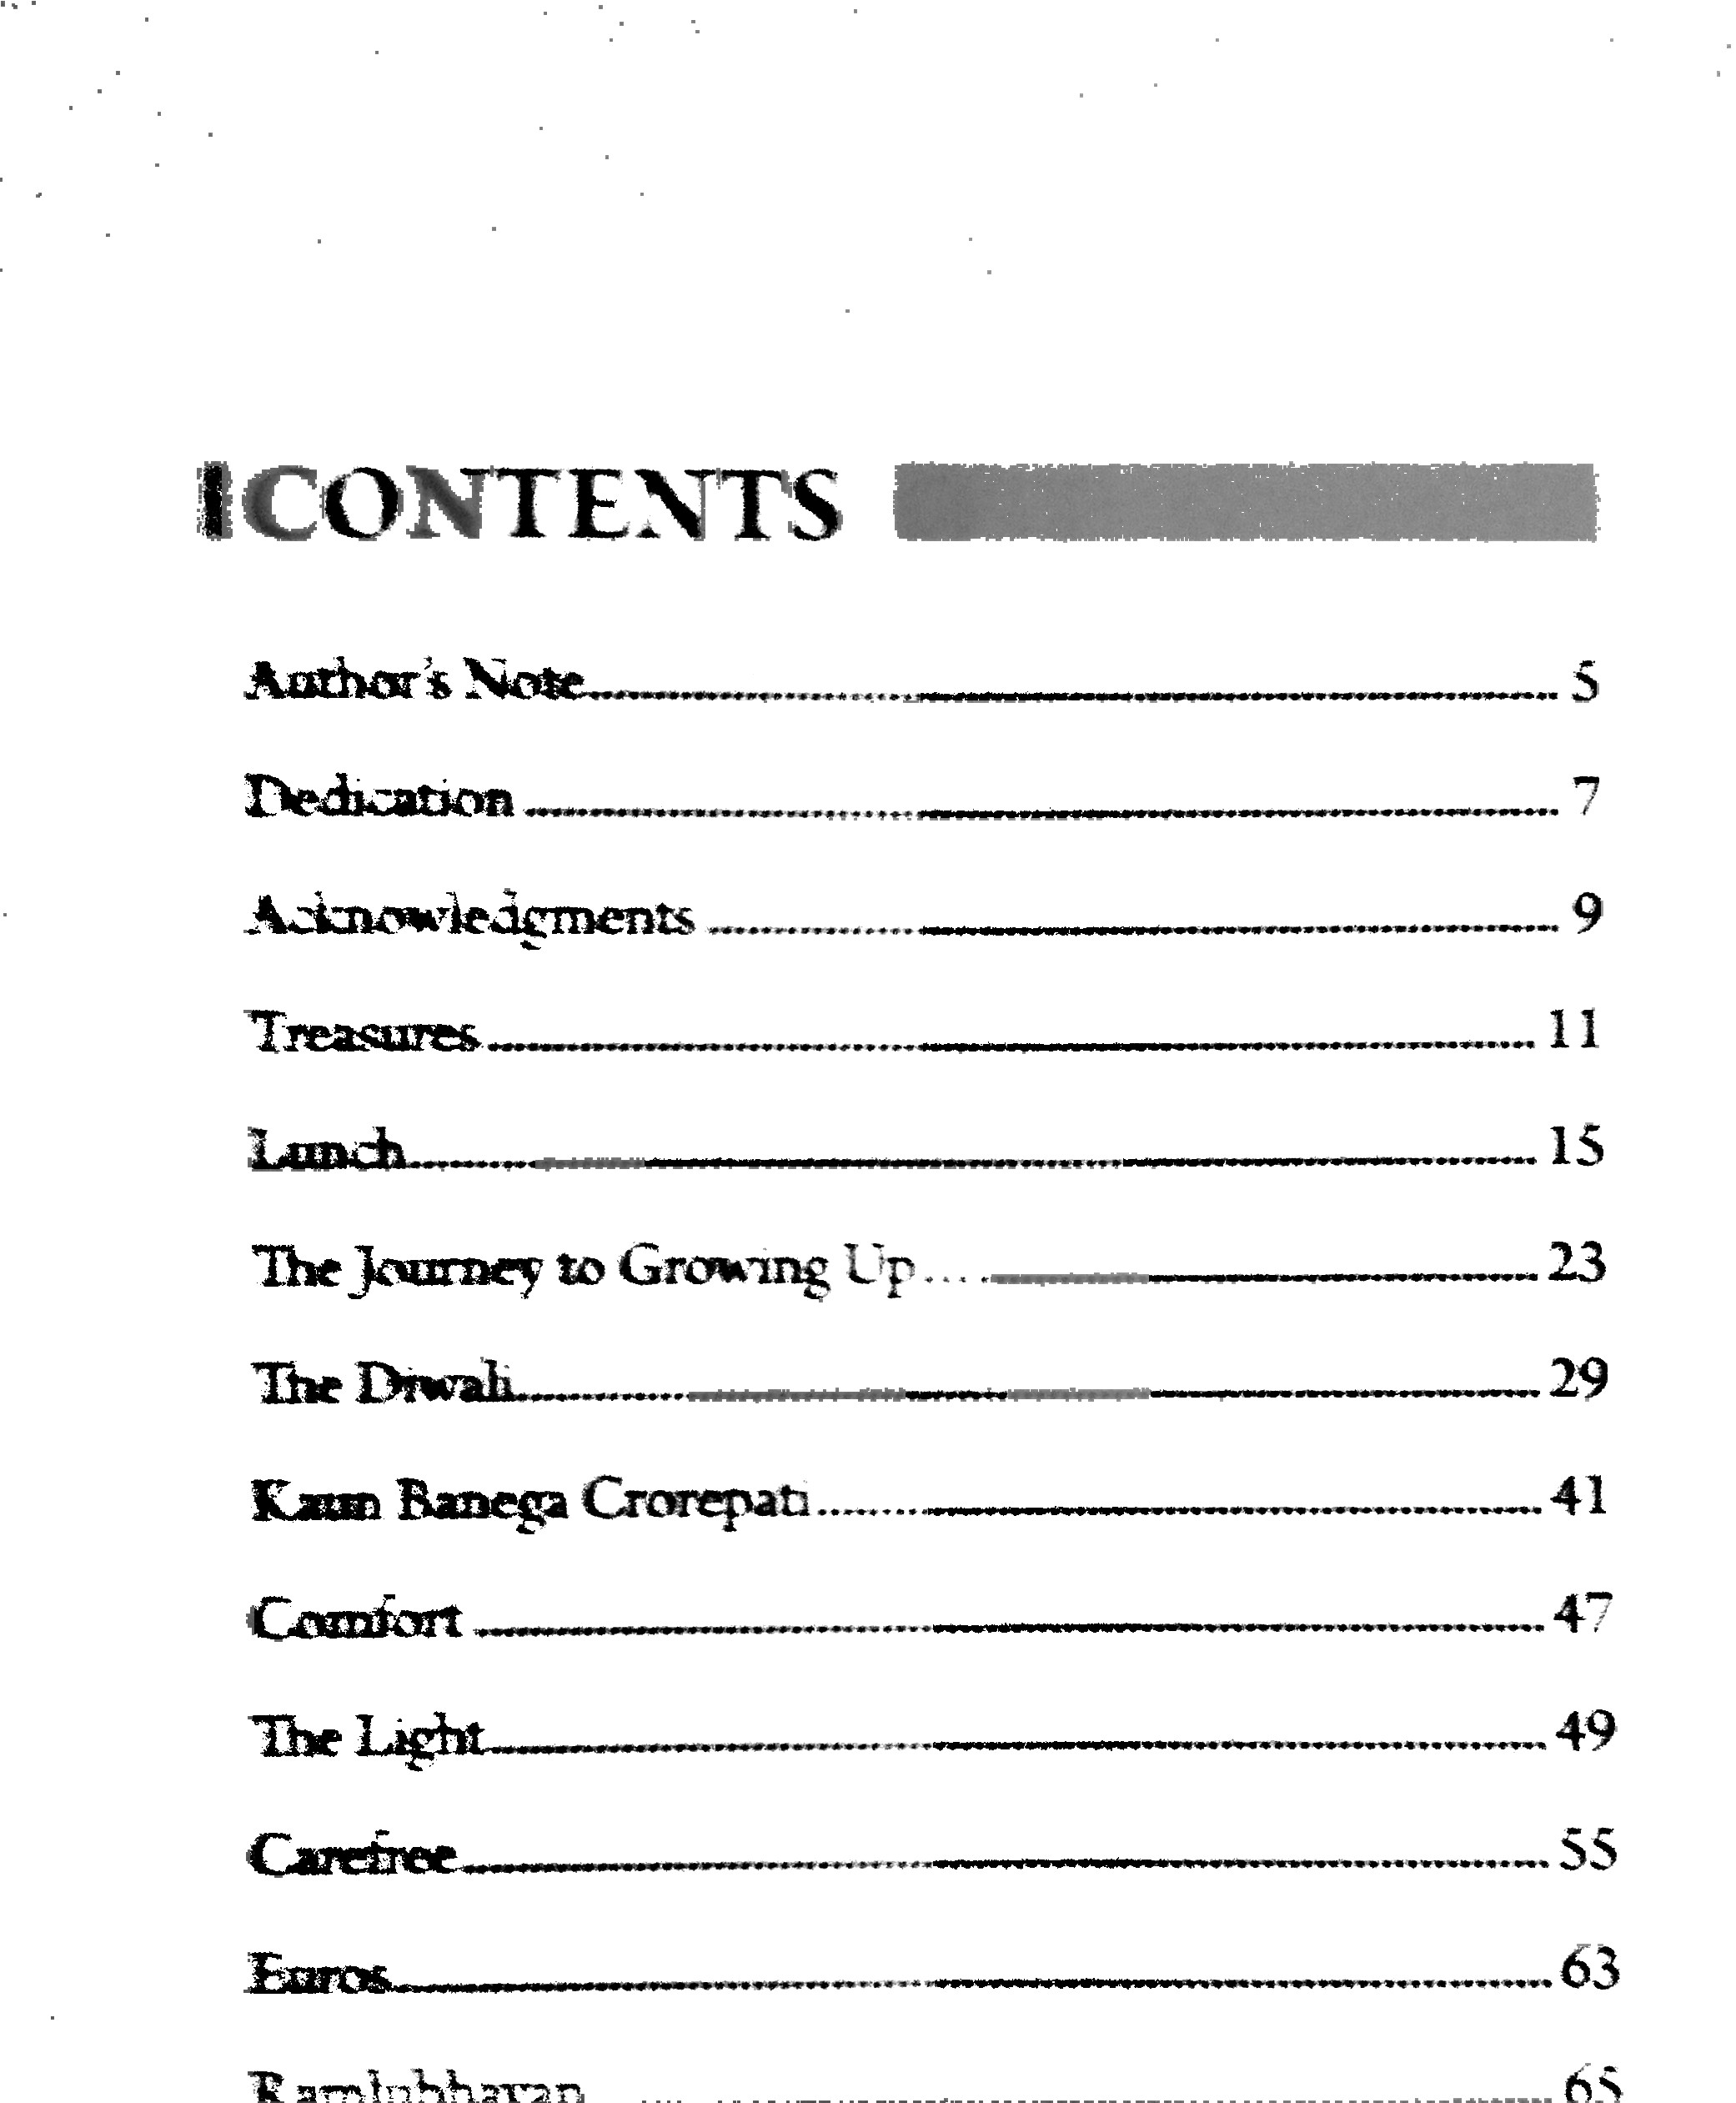 CONTENTS
Author's Note........................................ 5
Dedication ........................................ 7
Acknowledgments ........................................ 9
Treasures........................................ 11
Lunch........................................ 15
The Journey to Growing Up........................................ 23
The Diwali........................................ 29
Kaun Banega Crorepati........................................ 41
Comfort ........................................ 47
The Light........................................ 49
Carefree........................................ 55
Euros........................................ 63
65